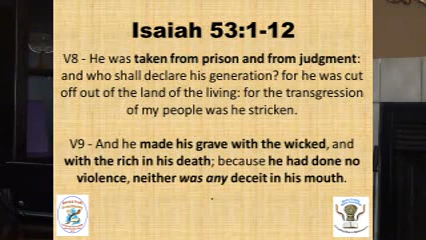 Isaiah 53:1-12
V8 - He was taken from prison and from judgment:
and who shall declare his generation? for he was cut
off out of the land of the living: for the transgression
of my people was he stricken.
V9 - And he made his grave with the wicked, and
with the rich in his death; because he had done no
violence, neither was any deceit in his mouth.
.